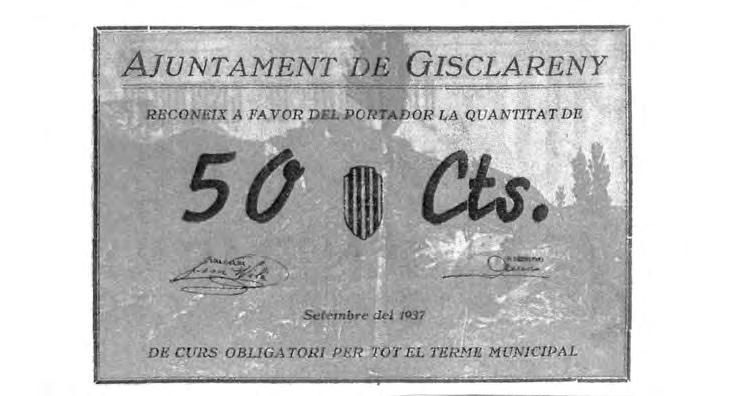 AJUNTAMENT DE GISCLARENY
RECONEIX A FAVOR DEL PORTADOR LA QUANTITAT DE
50 Cts.
Setembre del 1937
DE CURS OBLIGATORI PER TOT EL TERME MUNICIPAL